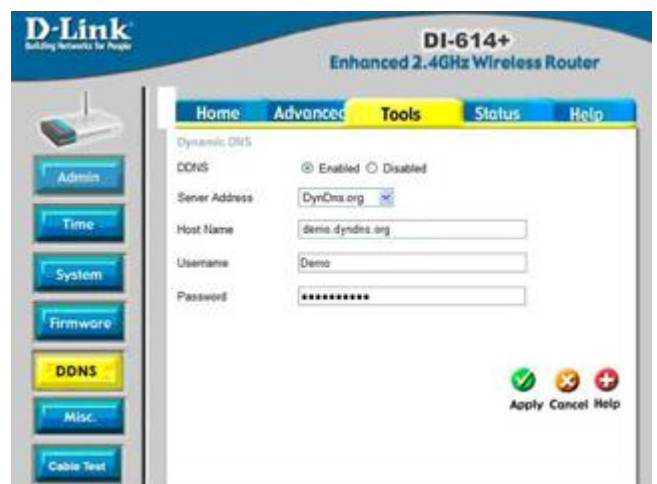 D-Link
Building Networks for People
DI-614+
Enhanced 2.4GHz Wireless Router
Home Advanced Tools Status Help
Dynamic DNS
DDNS Enabled Disabled
Server Address DynDns.org
Host Name demo.dyndns.org
Username Demo
Password ••••••••••
Admin
Time
System
Firmware
DDNS
Misc.
Cable Test
Apply Cancel Help